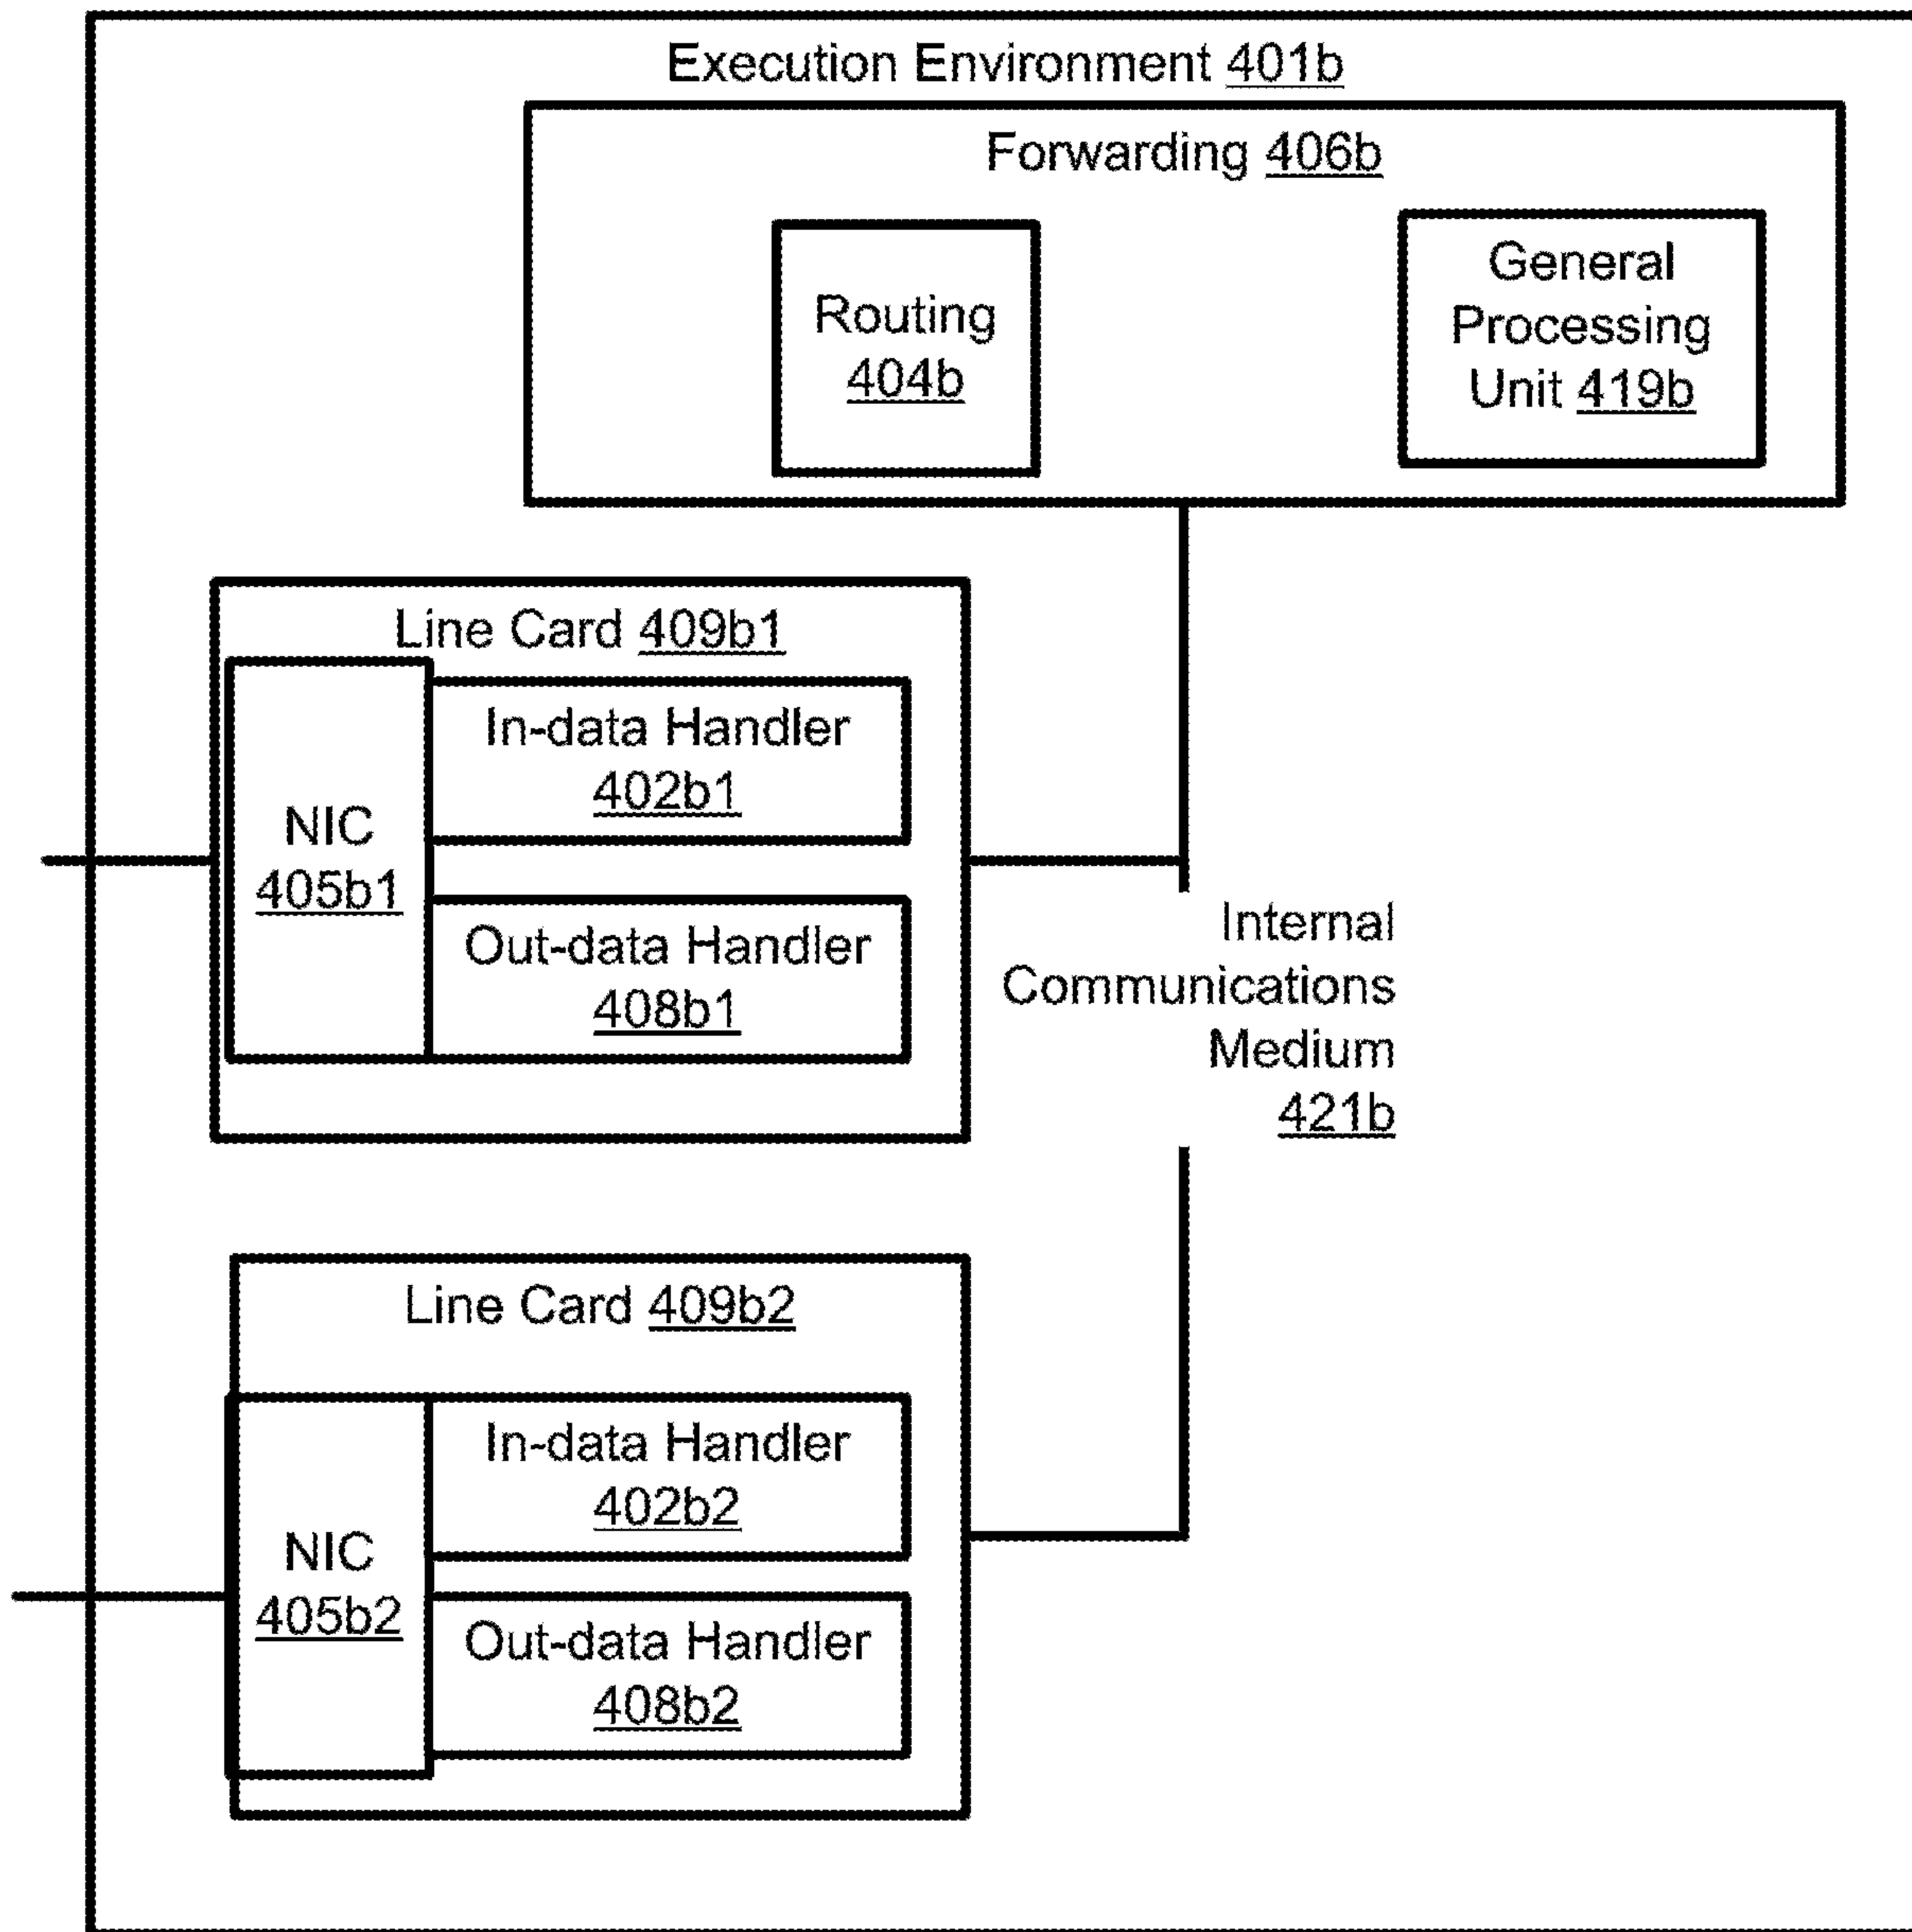 Execution Environment 401b
Forwarding 406b
Routing
404b
General
Processing
Unit 419b
Line Card 409b1
NIC
405b1
In-data Handler
402b1
Out-data Handler
408b1
Internal
Communications
Medium
421b
Line Card 409b2
NIC
405b2
In-data Handler
402b2
Out-data Handler
408b2